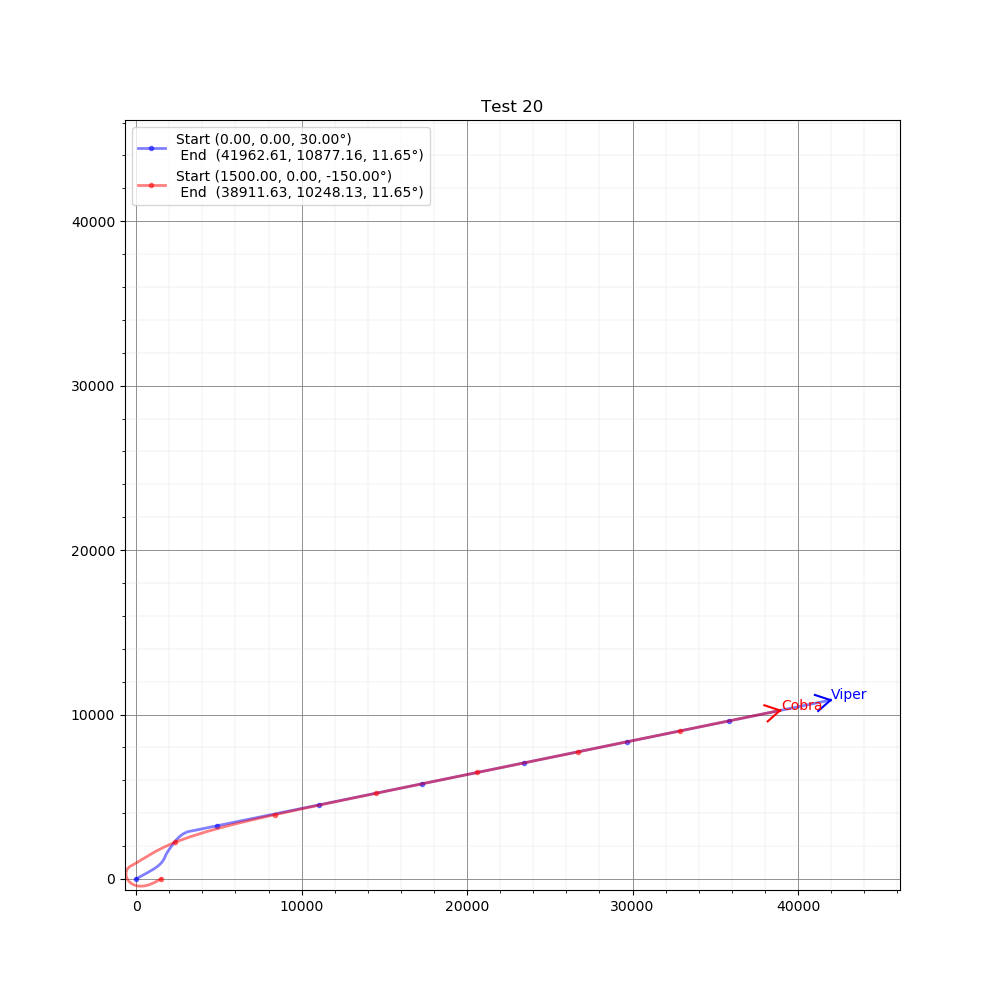 Test 20
Start (0.00, 0.00, 30.00°)
End  (41962.61, 10877.16, 11.65°)
Start (1500.00, 0.00, -150.00°)
End  (38911.63, 10248.13, 11.65°)
40000
30000
20000
10000
0
Viper
Cobra
0 10000 20000 30000 40000